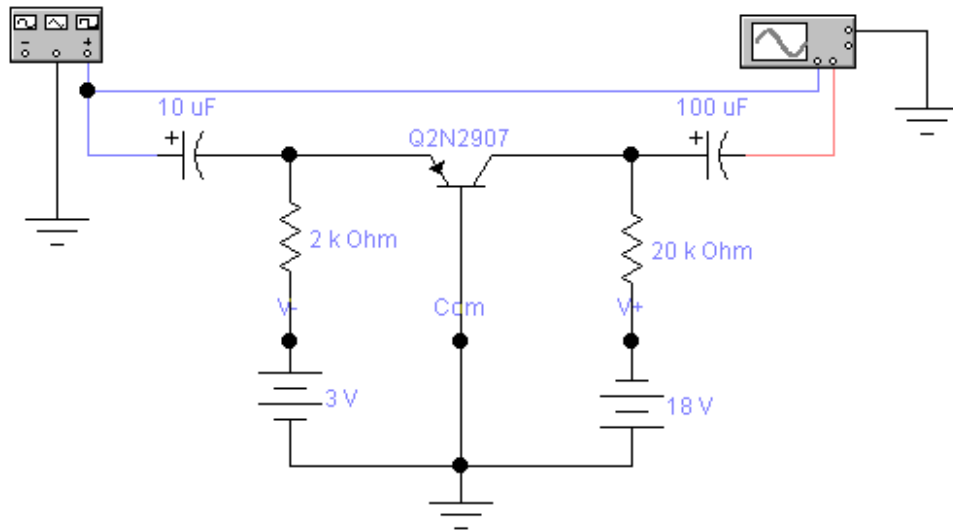 - +
10 uF
100 uF
+
Q2N2907
+
2 k Ohm
20 k Ohm
V-
Com
V+
3 V
18 V